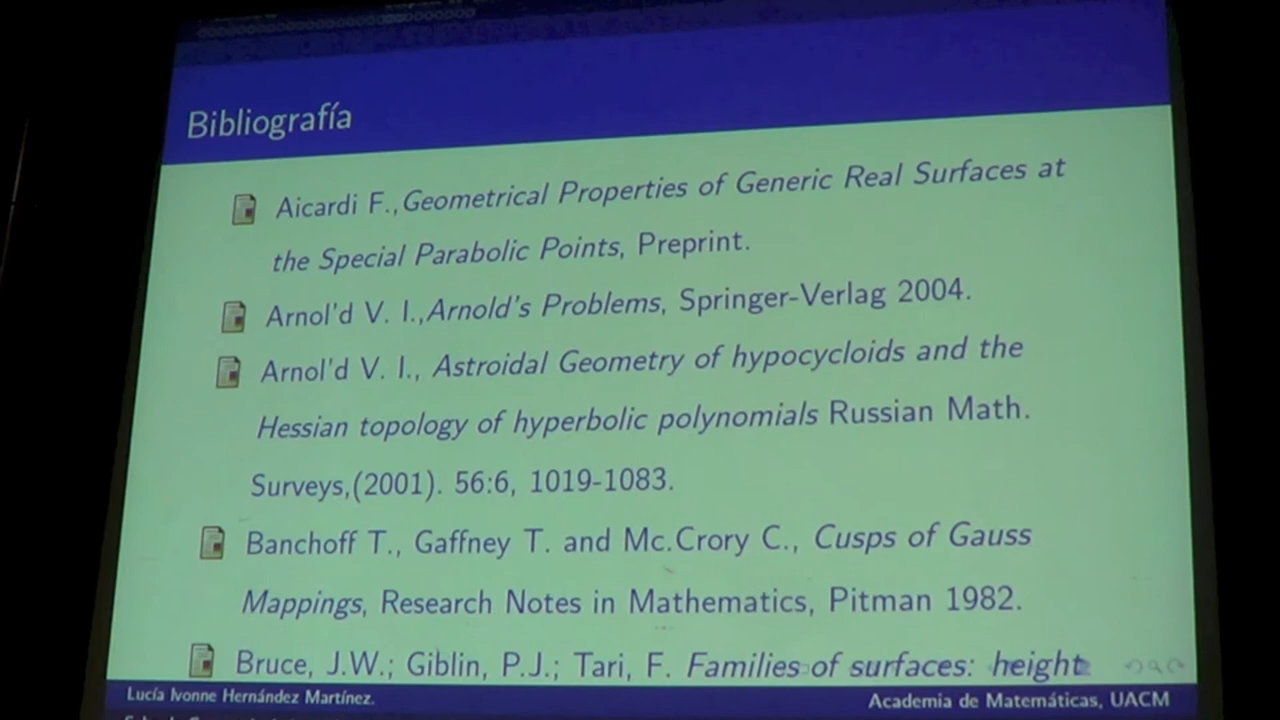 Bibliografía
Aicardi F.,Geometrical Properties of Generic Real Surfaces at
the Special Parabolic Points, Preprint.
Arnol'd V. I.,Arnold's Problems, Springer-Verlag 2004.
Arnol'd V. I., Astroidal Geometry of hypocycloids and the
Hessian topology of hyperbolic polynomials Russian Math.
Surveys,(2001). 56:6, 1019-1083.
Banchoff T., Gaffney T. and Mc.Crory C., Cusps of Gauss
Mappings, Research Notes in Mathematics, Pitman 1982.
Bruce, J.W.; Giblin, P.J.; Tari, F. Families of surfaces: height
Lucía Ivonne Hernández Martínez. Academia de Matemáticas, UACM